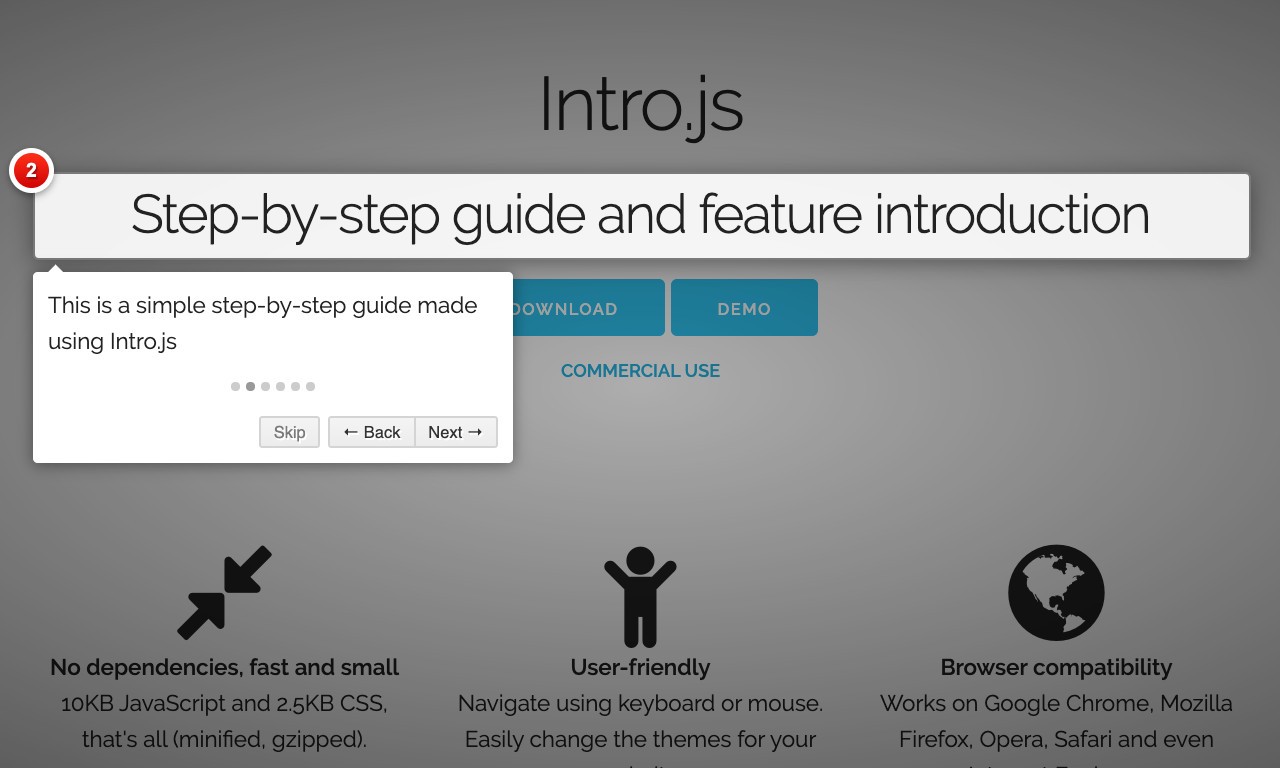 Intro.js
2
Step-by-step guide and feature introduction
This is a simple step-by-step guide made
using Intro.js
DOWNLOAD
DEMO
COMMERCIAL USE
Skip
← Back
Next →
No dependencies, fast and small
10KB JavaScript and 2.5KB CSS,
that's all (minified, gzipped).
User-friendly
Navigate using keyboard or mouse.
Easily change the themes for your
Browser compatibility
Works on Google Chrome, Mozilla
Firefox, Opera, Safari and even